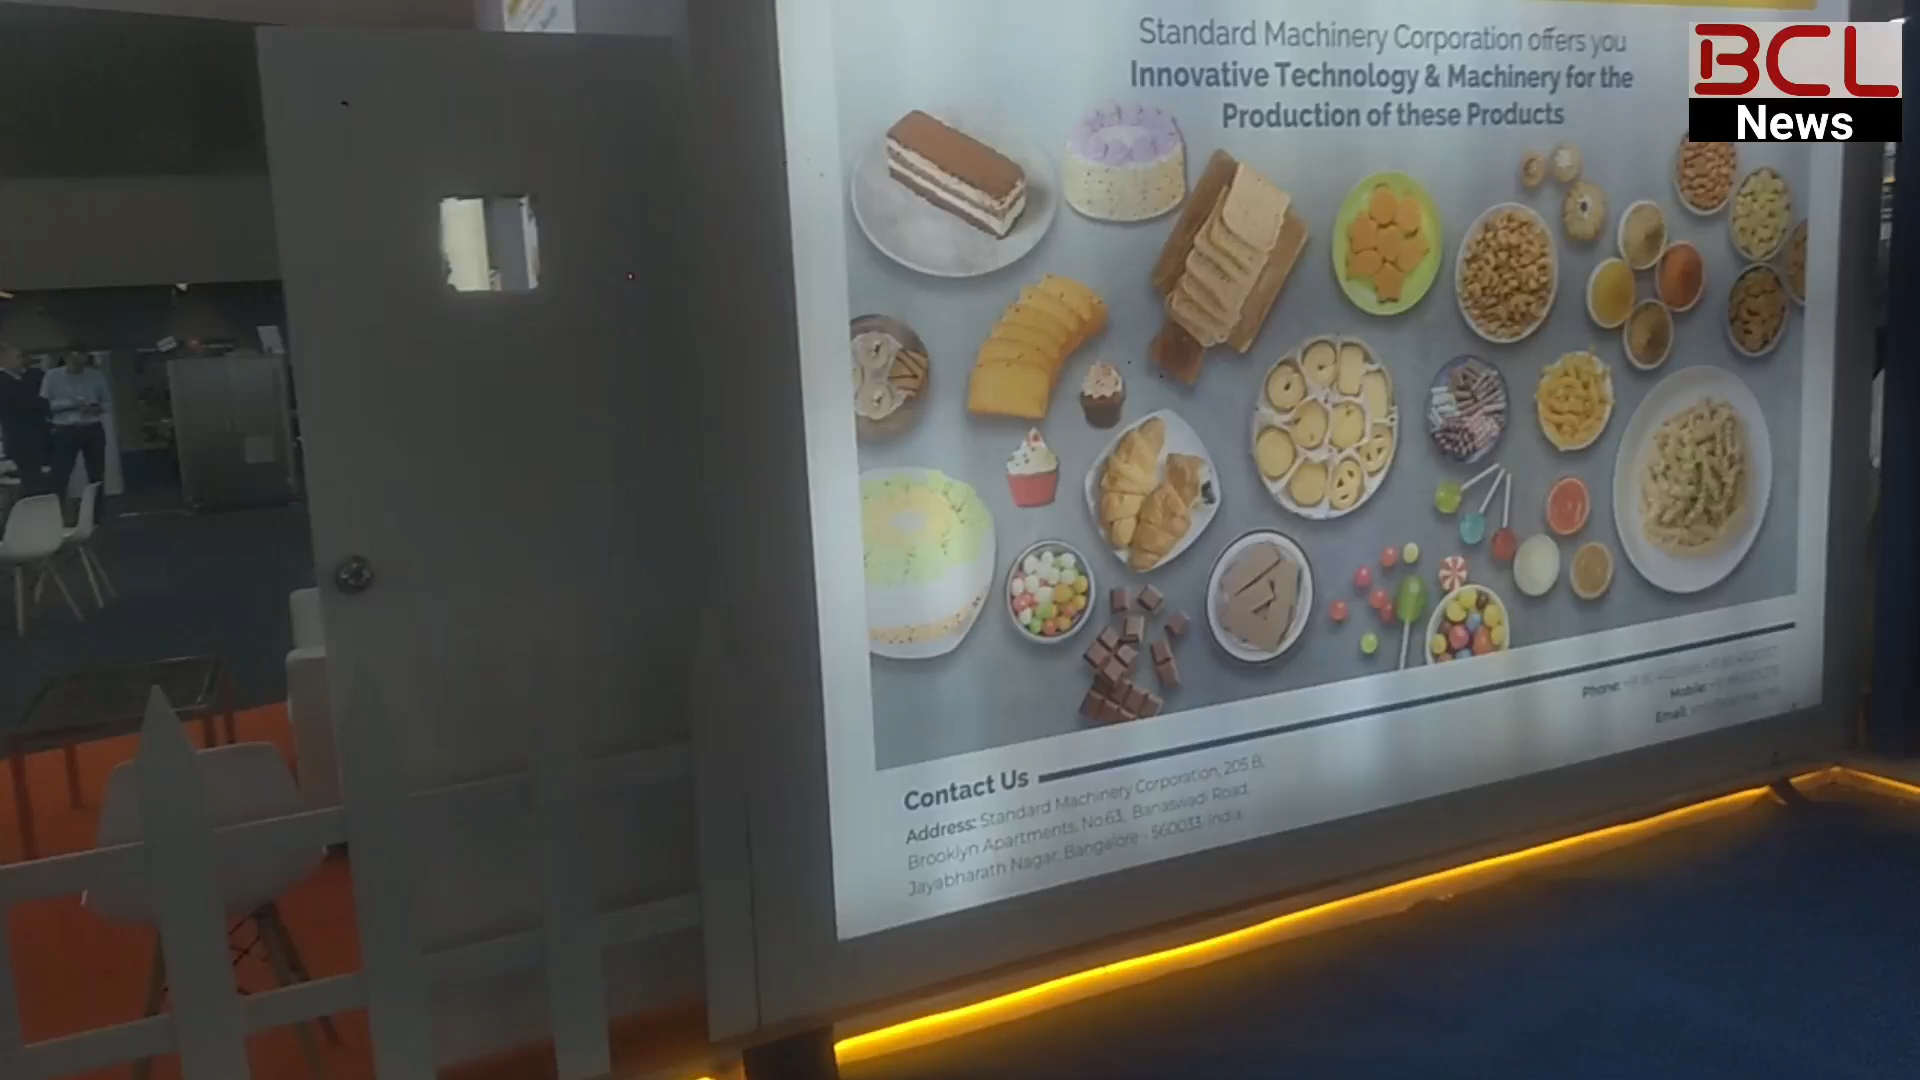 Standard Machinery Corporation offers you
Innovative Technology & Machinery for the
Production of these Products
BCL
News
Phone:
Mobile:
Email:
Contact Us
Address: Standard Machinery Corporation, 205 B,
Brooklyn Apartments, No.63, Banaswadi Road,
Jayabharath Nagar, Bangalore - 560033 India.